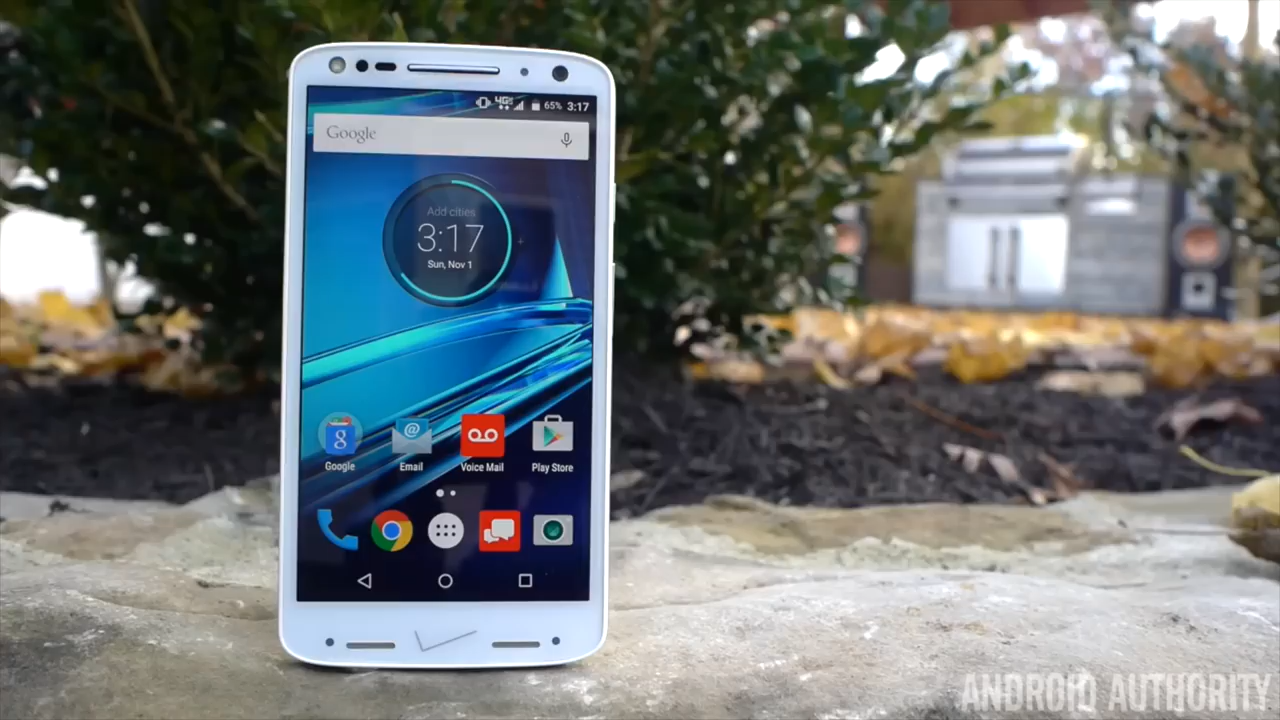 4G 65% 3:17
Google
Add cities
3:17
Sun, Nov 1
Google Email Voice Mail Play Store
ANDROID AUTHORITY